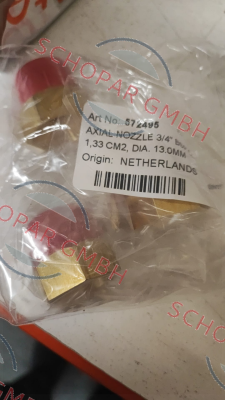 SCHOPAR GMBH
Art No: 572495
AXIAL NOZZLE 3/4"
1,33 CM2, DIA. 13.0MM
Origin: NETHERLANDS
SCHOPAR GMBH
SCHOPAR GMBH